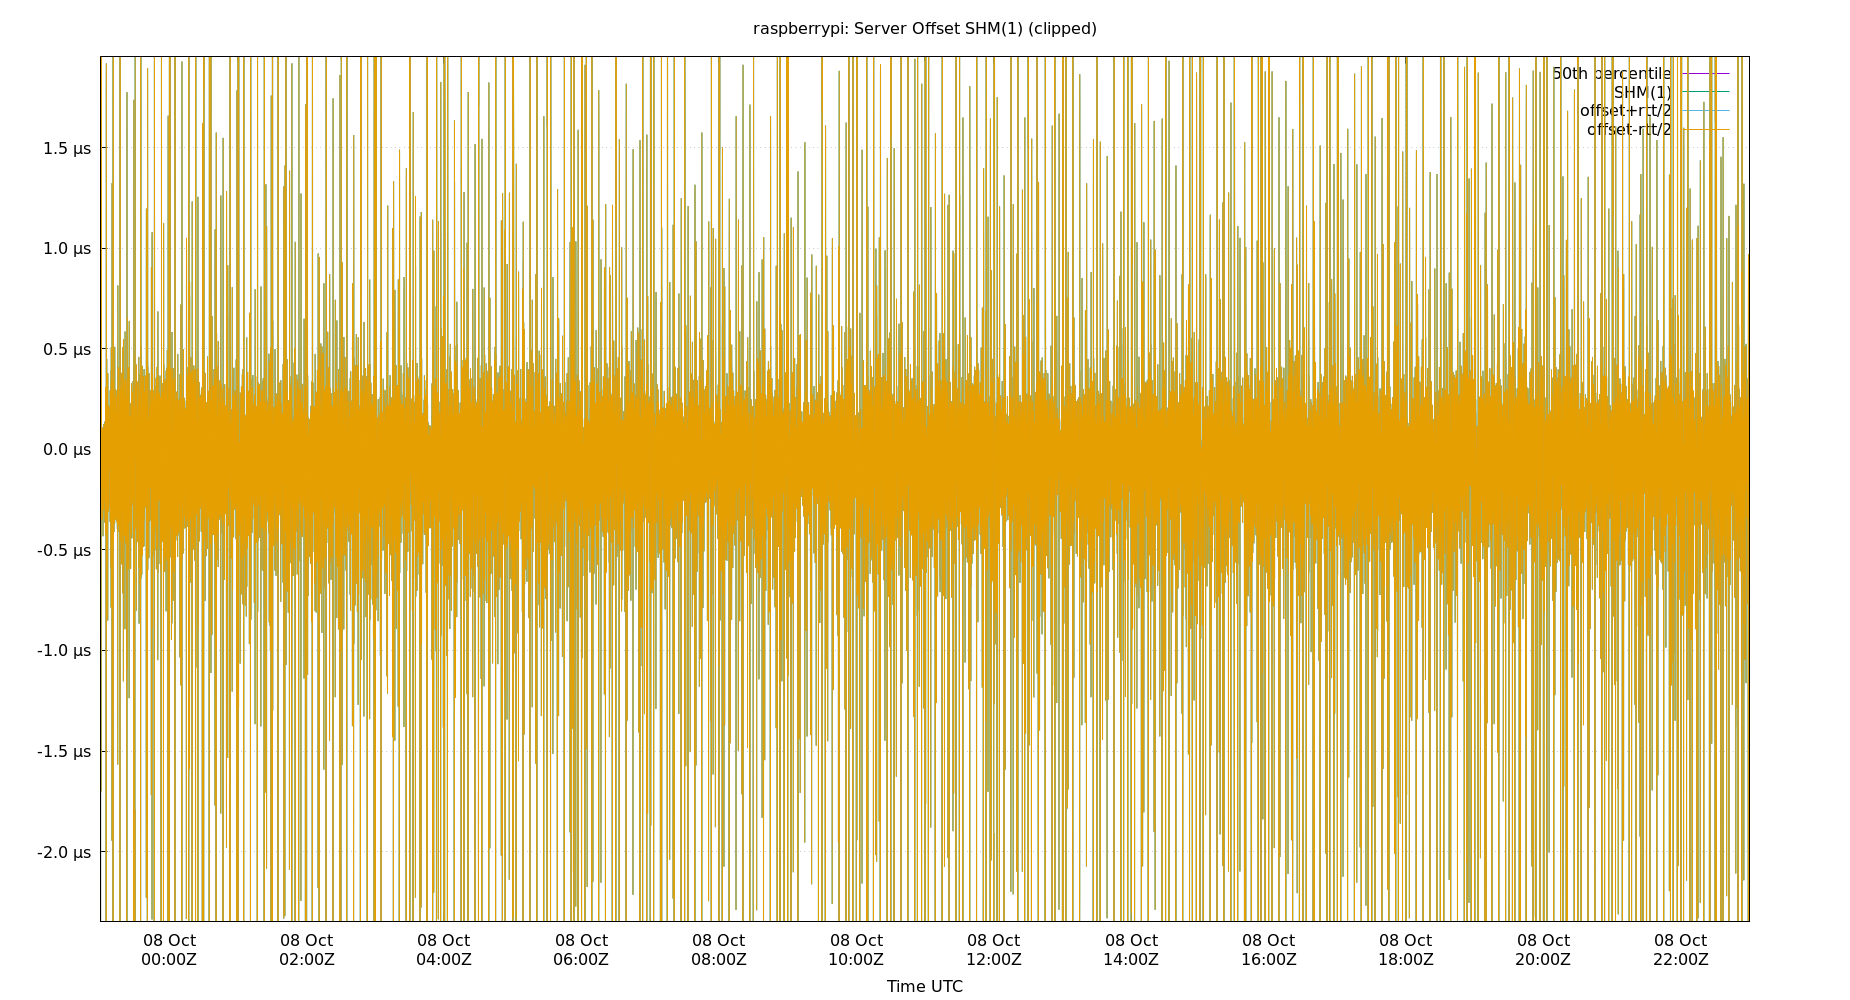 raspberrypi: Server Offset SHM(1) (clipped)
50th percentile
SHM(1)
offset+rtt/2
offset-rtt/2
1.5 µs
1.0 µs
0.5 µs
0.0 µs
-0.5 µs
-1.0 µs
-1.5 µs
-2.0 µs
08 Oct 08 Oct 08 Oct 08 Oct 08 Oct 08 Oct 08 Oct 08 Oct 08 Oct 08 Oct 08 Oct 08 Oct
00:00Z 02:00Z 04:00Z 06:00Z 08:00Z 10:00Z 12:00Z 14:00Z 16:00Z 18:00Z 20:00Z 22:00Z
Time UTC